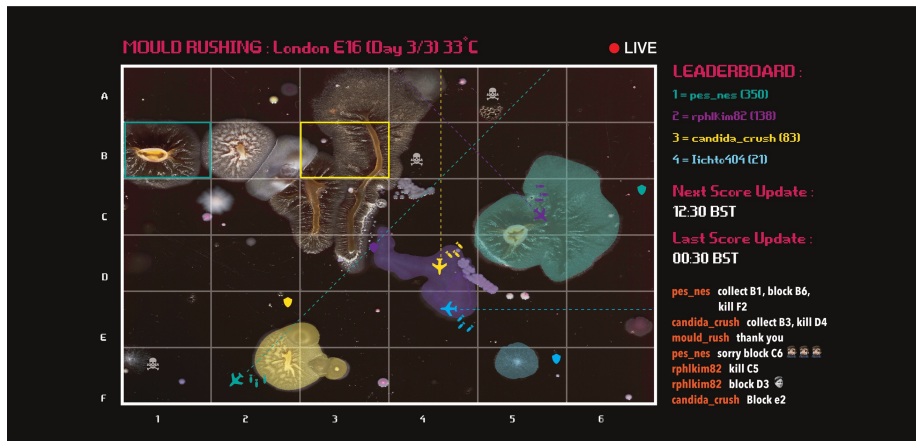 MOULD RUSHING : London E16 (Day 3/3) 33°C
LIVE
A
B
C
D
E
F
1 2 3 4 5 6
LEADERBOARD :
1 = pes_nes (350)
2 = rphlkim82 (138)
3 = candida_crush (83)
4 = Iichto404 (21)
Next Score Update :
12:30 BST
Last Score Update :
00:30 BST
pes_nes collect B1, block B6,
kill F2
candida_crush collect B3, kill D4
mould_rush thank you
pes_nes sorry block C6
rphlkim82 kill C5
rphlkim82 block D3
candida_crush Block e2